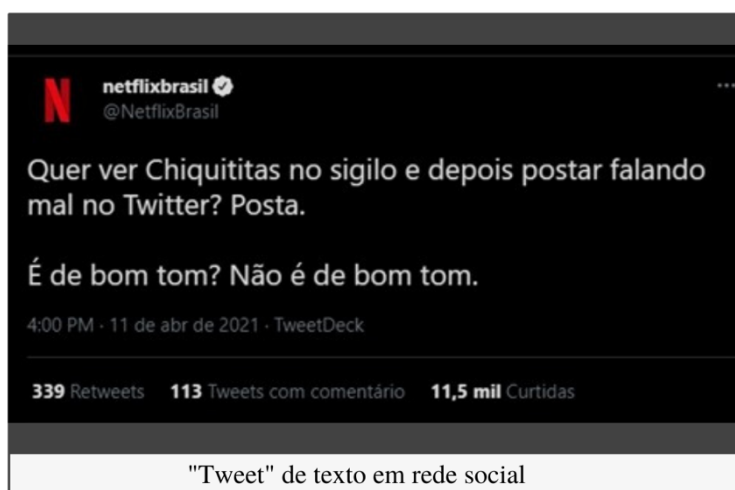 netflixbrasil
@NetflixBrasil
Quer ver Chiquititas no sigilo e depois postar falando
mal no Twitter? Posta.
É de bom tom? Não é de bom tom.
4:00 PM · 11 de abr de 2021 · TweetDeck
339 Retweets 113 Tweets com comentário 11,5 mil Curtidas
"Tweet" de texto em rede social